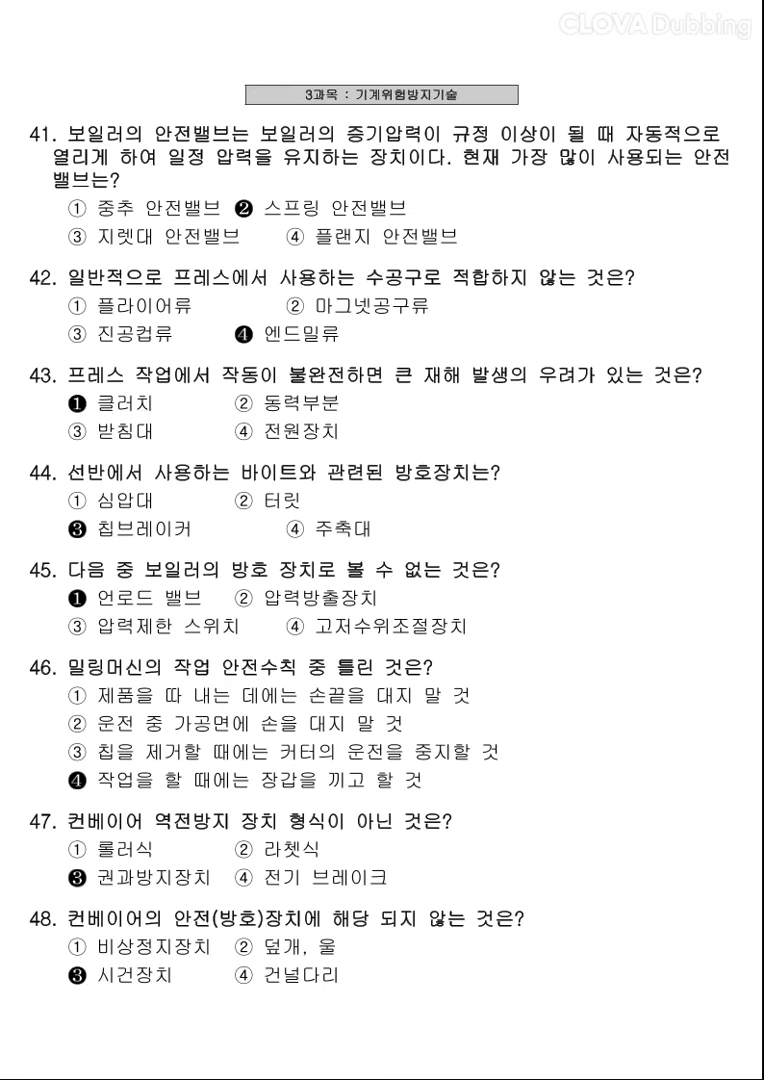 CLOVA Dubbing
3과목 : 기계위험방지기술
41. 보일러의 안전밸브는 보일러의 증기압력이 규정 이상이 될 때 자동적으로
열리게 하여 일정 압력을 유지하는 장치이다. 현재 가장 많이 사용되는 안전
밸브는?
① 중추 안전밸브 ❷ 스프링 안전밸브
③ 지렛대 안전밸브 ④ 플랜지 안전밸브
42. 일반적으로 프레스에서 사용하는 수공구로 적합하지 않는 것은?
① 플라이어류 ② 마그넷공구류
③ 진공컵류 ❹ 엔드밀류
43. 프레스 작업에서 작동이 불완전하면 큰 재해 발생의 우려가 있는 것은?
❶ 클러치 ② 동력부분
③ 받침대 ④ 전원장치
44. 선반에서 사용하는 바이트와 관련된 방호장치는?
① 심압대 ② 터릿
❸ 칩브레이커 ④ 주축대
45. 다음 중 보일러의 방호 장치로 볼 수 없는 것은?
❶ 언로드 밸브 ② 압력방출장치
③ 압력제한 스위치 ④ 고저수위조절장치
46. 밀링머신의 작업 안전수칙 중 틀린 것은?
① 제품을 따 내는 데에는 손끝을 대지 말 것
② 운전 중 가공면에 손을 대지 말 것
③ 칩을 제거할 때에는 커터의 운전을 중지할 것
❹ 작업을 할 때에는 장갑을 끼고 할 것
47. 컨베이어 역전방지 장치 형식이 아닌 것은?
① 롤러식 ② 라쳇식
❸ 권과방지장치 ④ 전기 브레이크
48. 컨베이어의 안전(방호)장치에 해당 되지 않는 것은?
① 비상정지장치 ② 덮개, 울
❸ 시건장치 ④ 건널다리